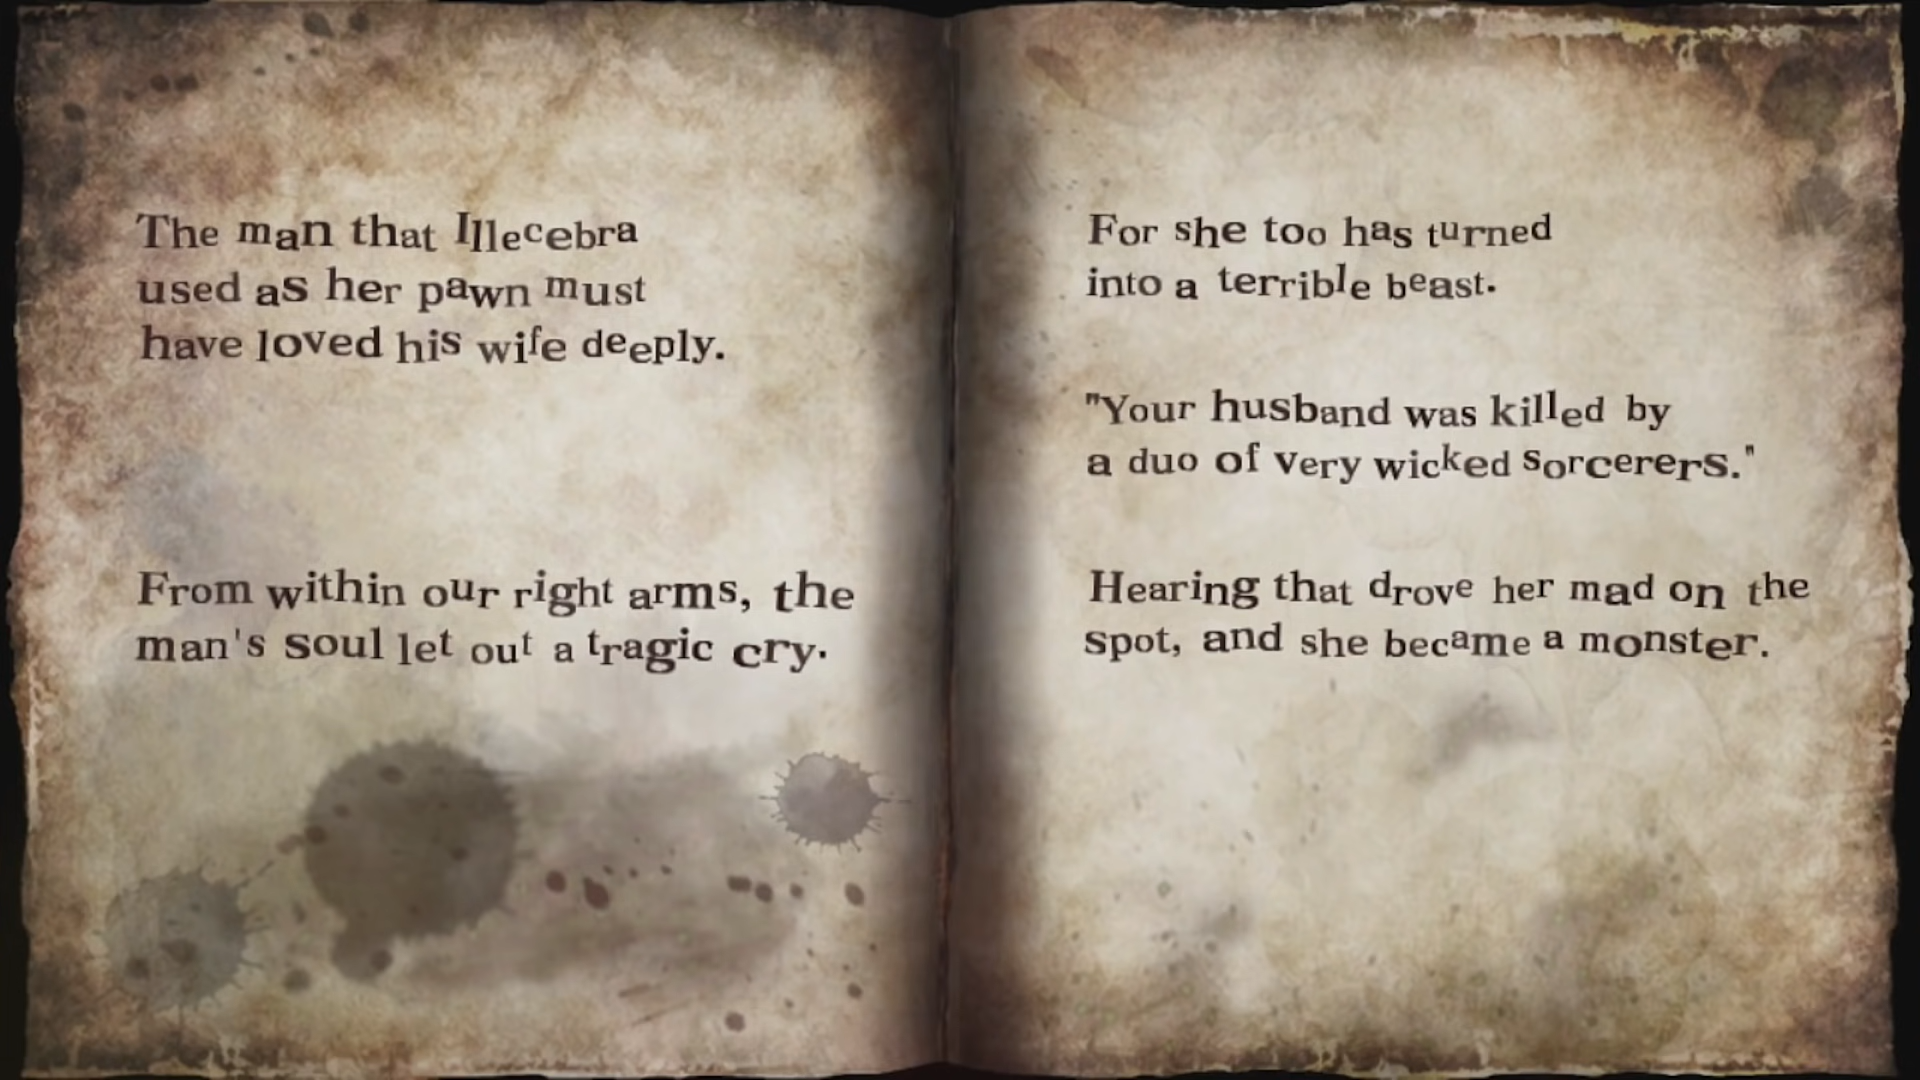 The man that Illecebra
used as her pawn must
have loved his wife deeply.
From within our right arms, the
man's soul let out a tragic cry.
For she too has turned
into a terrible beast.
"Your husband was killed by
a duo of very wicked sorcerers."
Hearing that drove her mad on the
spot, and she became a monster.